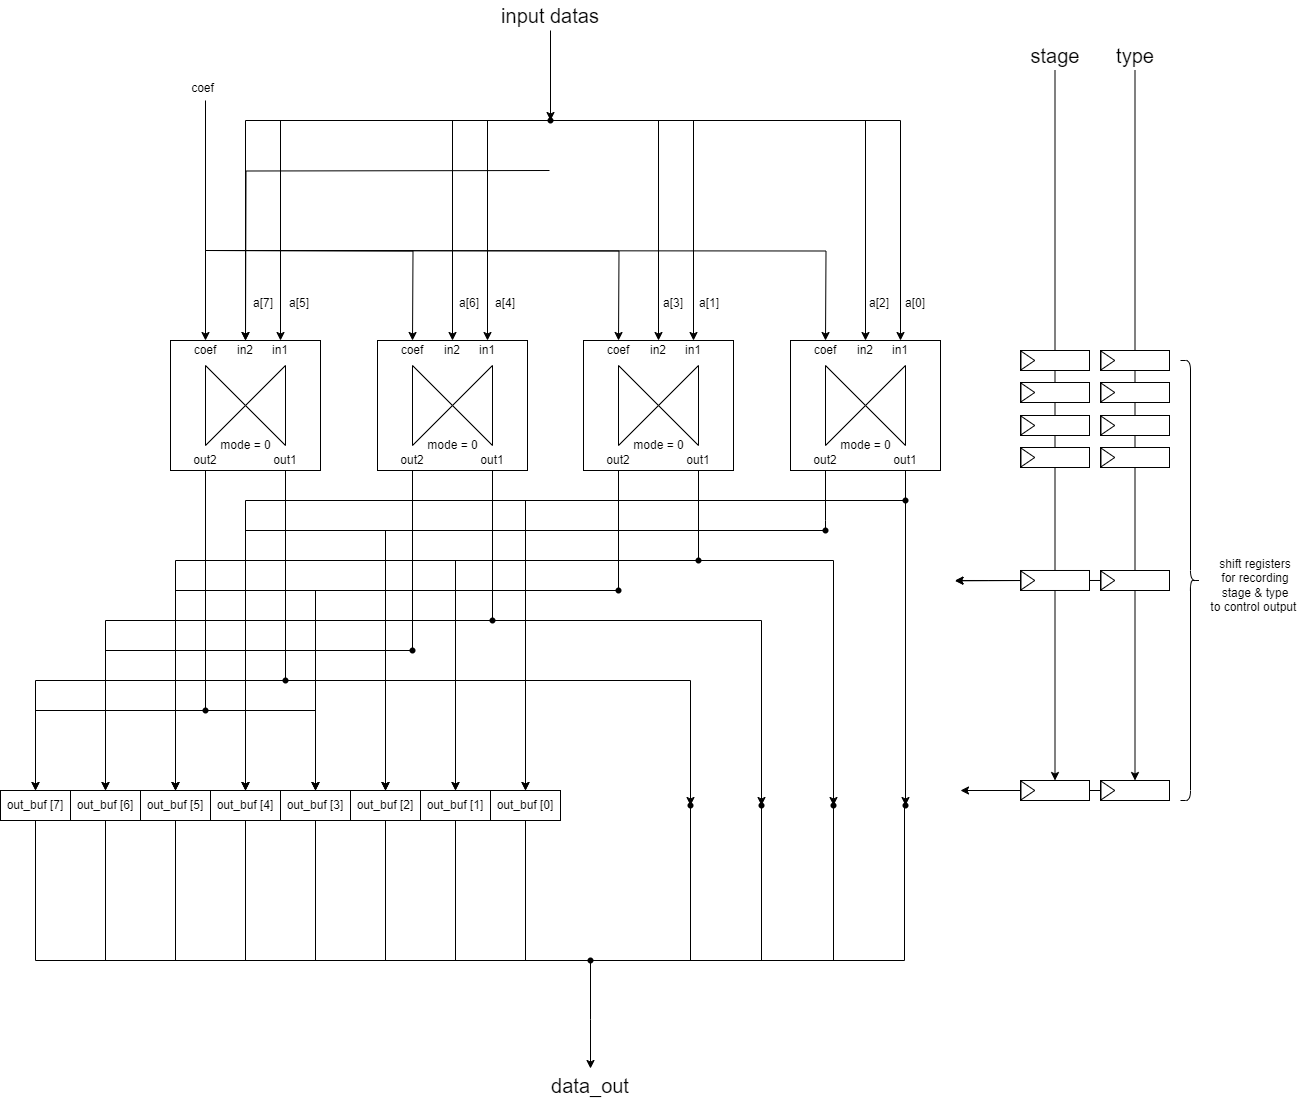 input datas
stage
type
coef
a[7]
a[5]
a[6]
a[4]
a[3]
a[1]
a[2]
a[0]
coef in2 in1
mode = 0
out2 out1
coef in2 in1
mode = 0
out2 out1
coef in2 in1
mode = 0
out2 out1
coef in2 in1
mode = 0
out2 out1
shift registers
for recording
stage & type
to control output
out_buf [7]
out_buf [6]
out_buf [5]
out_buf [4]
out_buf [3]
out_buf [2]
out_buf [1]
out_buf [0]
data_out